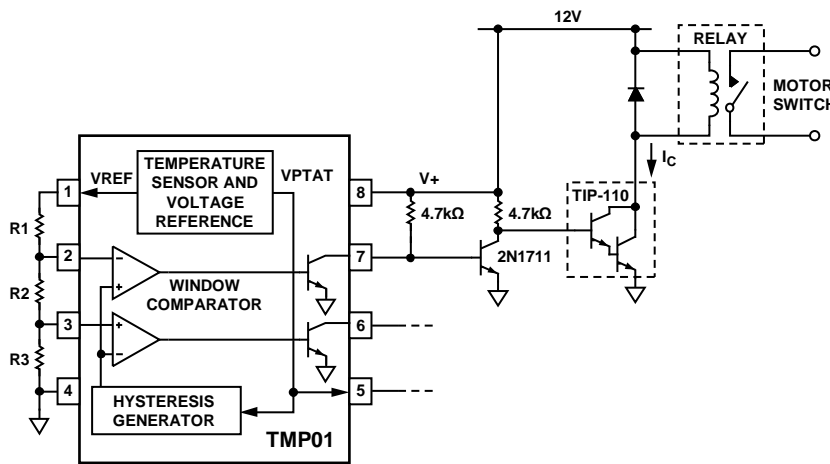 12V
RELAY
MOTOR
SWITCH
IC
TEMPERATURE
SENSOR AND
VOLTAGE
REFERENCE
VREF
VPTAT
V+
TIP-110
1
8
R1
4.7kΩ
4.7kΩ
2
7
2N1711
WINDOW
COMPARATOR
R2
3
6
R3
4
5
HYSTERESIS
GENERATOR
TMP01